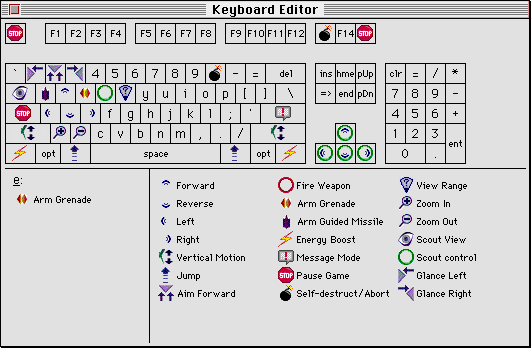 Keyboard Editor
STOP F1 F2 F3 F4 F5 F6 F7 F8 F9 F10 F11 F12 F14 STOP
` 4 5 6 7 8 9 - = del ins hme pUp clr = / *
y u i o p [ ] \ => end pDn 7 8 9 -
STOP f g h j k l ; ' 4 5 6 +
c v b n m , . / 1 2 3 ent
opt space opt 0 .
e:
Arm Grenade
Forward Fire Weapon View Range
Reverse Arm Grenade Zoom In
Left Arm Guided Missile Zoom Out
Right Energy Boost Scout View
Vertical Motion Message Mode Scout control
Jump STOP Pause Game Glance Left
Aim Forward Self-destruct/Abort Glance Right